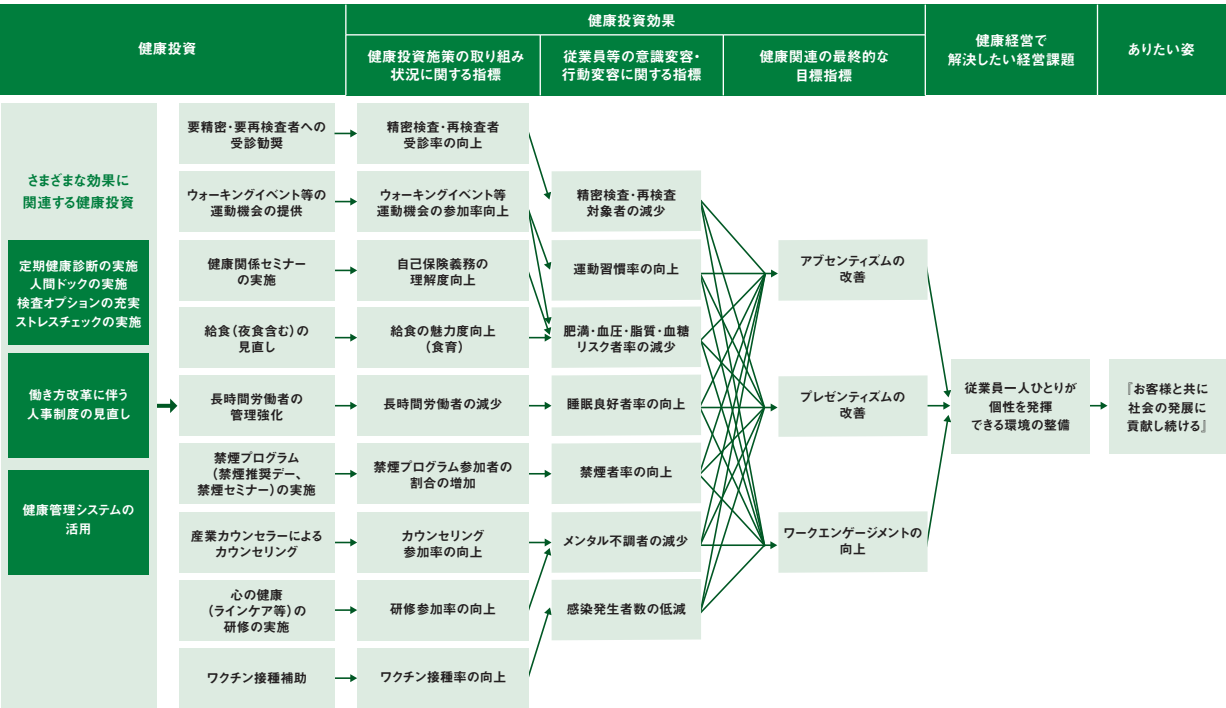 健康投資
健康投資効果
健康投資施策の取り組み
状況に関する指標
従業員等の意識変容・
行動変容に関する指標
健康関連の最終的な
目標指標
健康経営で
解決したい経営課題
ありたい姿
さまざまな効果に
関連する健康投資
定期健康診断の実施
人間ドックの実施
検査オプションの充実
ストレスチェックの実施
働き方改革に伴う
人事制度の見直し
健康管理システムの
活用
要精密・要再検査者への
受診勧奨
ウォーキングイベント等の
運動機会の提供
健康関係セミナー
の実施
給食(夜食含む)の
見直し
長時間労働者の
管理強化
禁煙プログラム
(禁煙推奨デー、
禁煙セミナー)の実施
産業カウンセラーによる
カウンセリング
心の健康
(ラインケア等)の
研修の実施
ワクチン接種補助
精密検査・再検査者
受診率の向上
ウォーキングイベント等
運動機会の参加率向上
自己保険義務の
理解度向上
給食の魅力度向上
(食育)
長時間労働者の減少
禁煙プログラム参加者の
割合の増加
カウンセリング
参加率の向上
研修参加率の向上
ワクチン接種率の向上
精密検査・再検査
対象者の減少
運動習慣率の向上
肥満・血圧・脂質・血糖
リスク者率の減少
睡眠良好者率の向上
禁煙者率の向上
メンタル不調者の減少
感染発生者数の低減
アブセンティズムの
改善
プレゼンティズムの
改善
ワークエンゲージメントの
向上
従業員一人ひとりが
個性を発揮
できる環境の整備
『お客様と共に
社会の発展に
貢献し続ける』